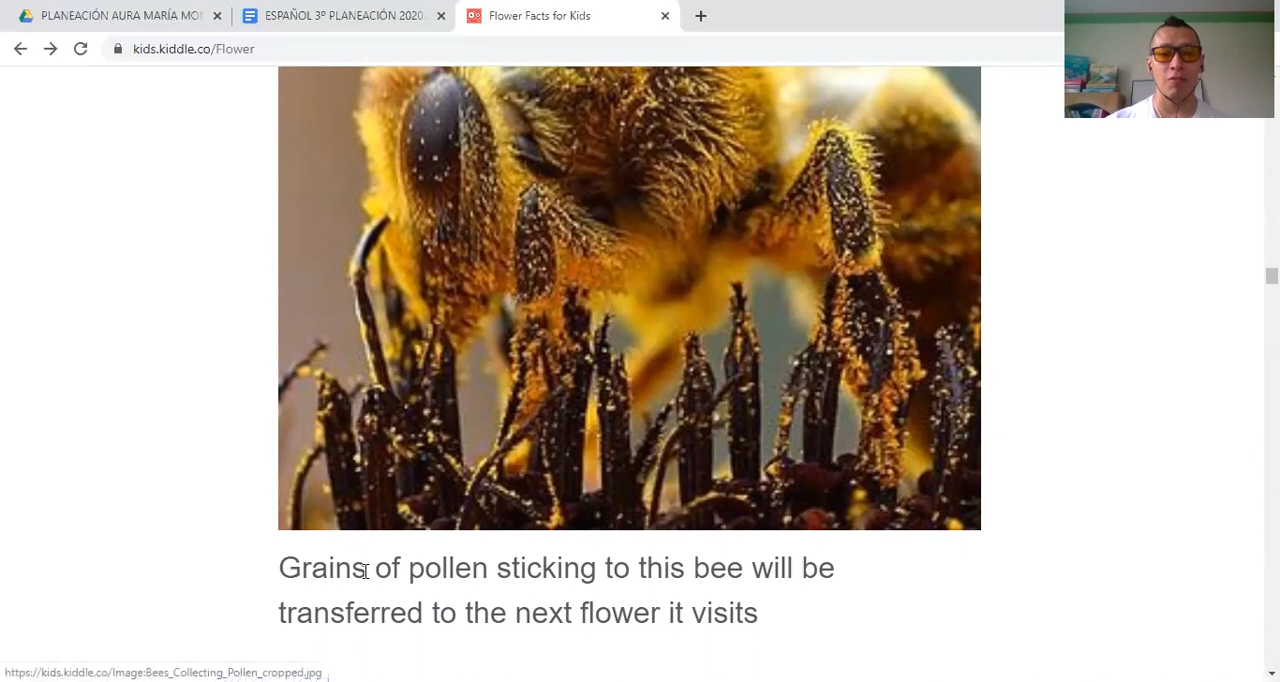 PLANEACIÓN AURA MARÍA MO
ESPAÑOL 3º PLANEACIÓN 2020
Flower Facts for Kids
kids.kiddle.co/Flower
Grains of pollen sticking to this bee will be
transferred to the next flower it visits
https://kids.kiddle.co/Image:Bees_Collecting_Pollen_cropped.jpg